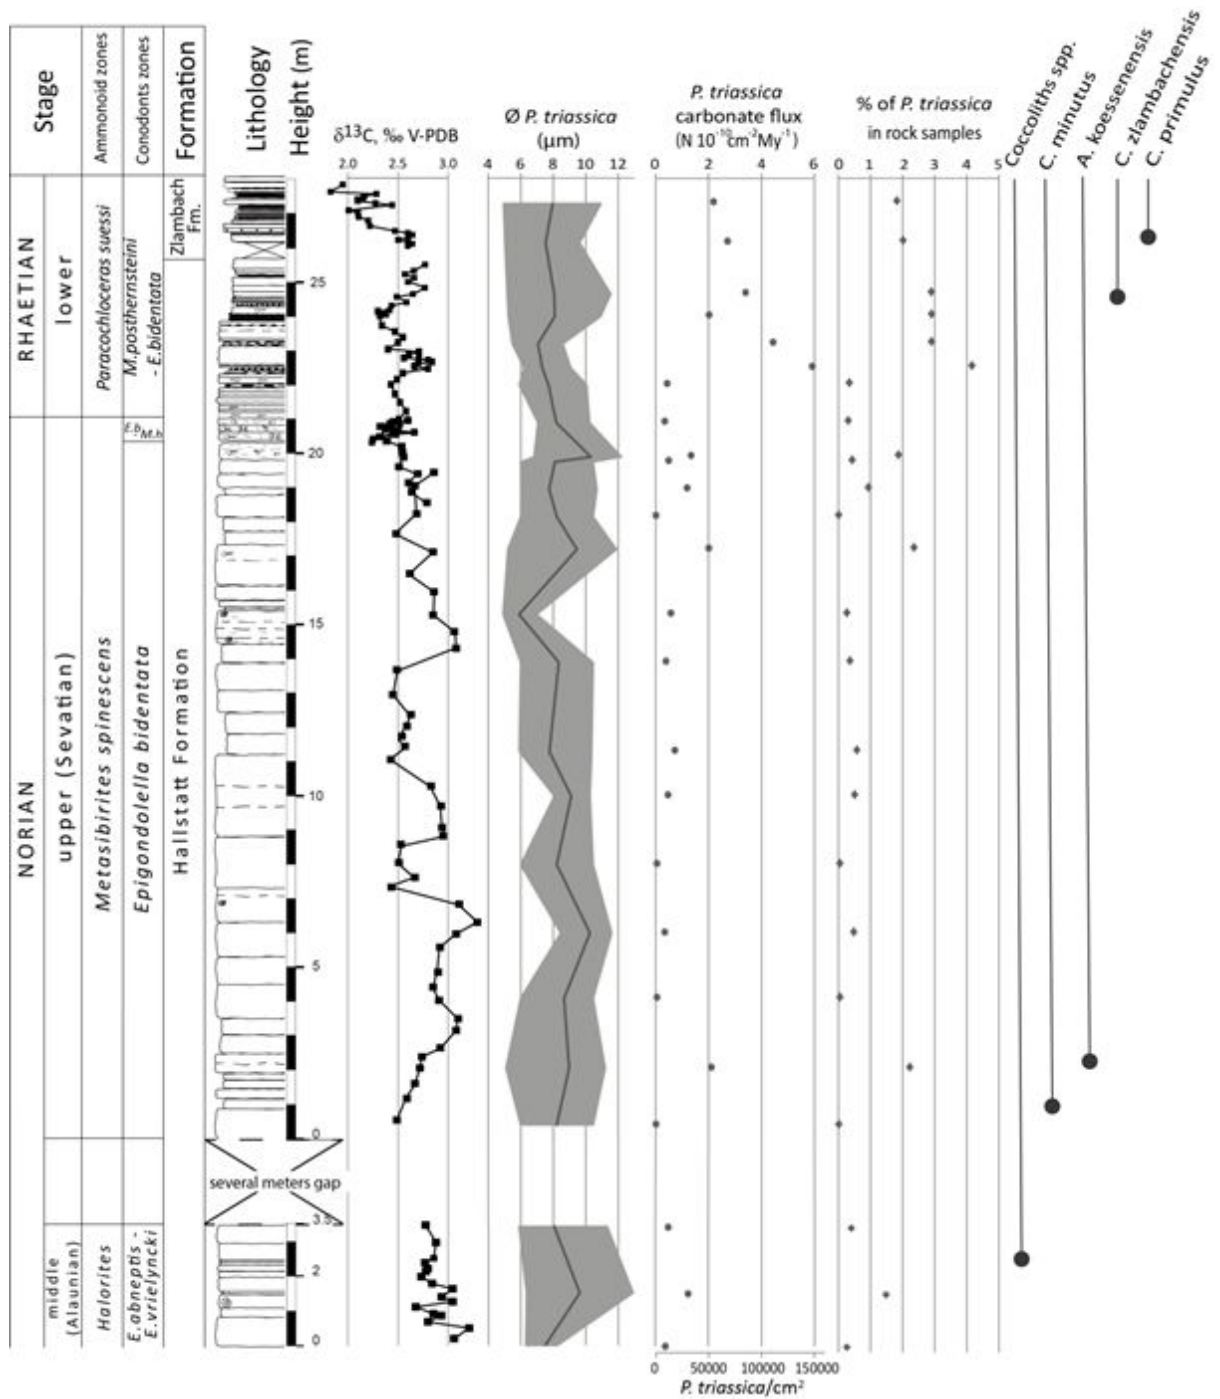 Stage
Ammonoid zones
Conodonts zones
Formation
Lithology
Height (m)
δ¹³C, ‰ V-PDB
2.0 2.5 3.0
Ø P. triassica
(µm)
4 6 8 10 12
P. triassica
carbonate flux
(N 10⁻¹⁰cm⁻²My⁻¹)
0 2 4 6
% of P. triassica
in rock samples
0 1 2 3 4 5
Coccoliths spp.
C. minutus
A. koessenensis
C. zlambachensis
C. primulus
RHAETIAN
lower
Paracochloceras suessi
M.posthernsteini
- E.bidentata
Zlambach
Fm.
25
E.b
M.h
20
15
NORIAN
upper (Sevatian)
Metasibirites spinescens
Epigondolella bidentata
Hallstatt Formation
10
5
0
several meters gap
3.5
middle
(Alaunian)
Halorites
E.abneptis -
E.vrielyncki
2
0
0 50000 100000 150000
P. triassica/cm²